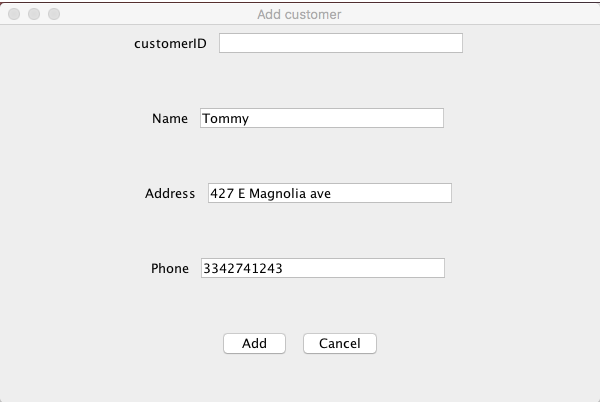 Add customer
customerID
Name Tommy
Address 427 E Magnolia ave
Phone 3342741243
Add Cancel